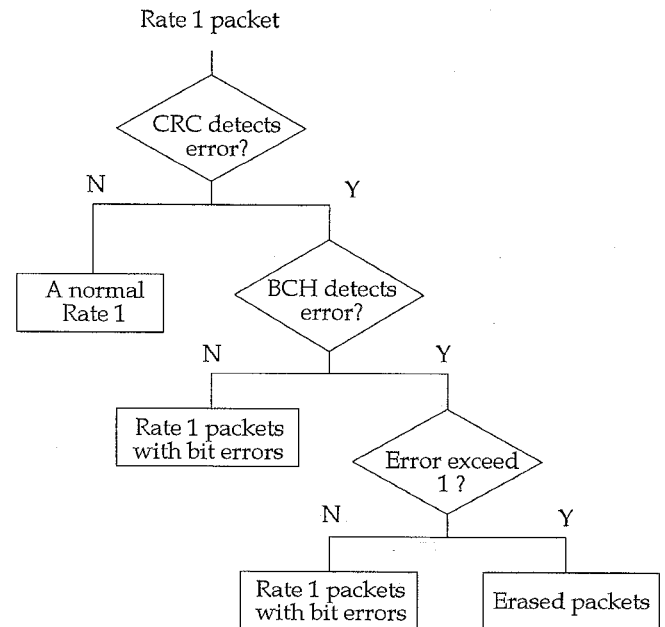 Rate 1 packet
CRC detects
error?
N
Y
A normal
Rate 1
BCH detects
error?
N
Y
Rate 1 packets
with bit errors
Error exceed
1 ?
N
Y
Rate 1 packets
with bit errors
Erased packets